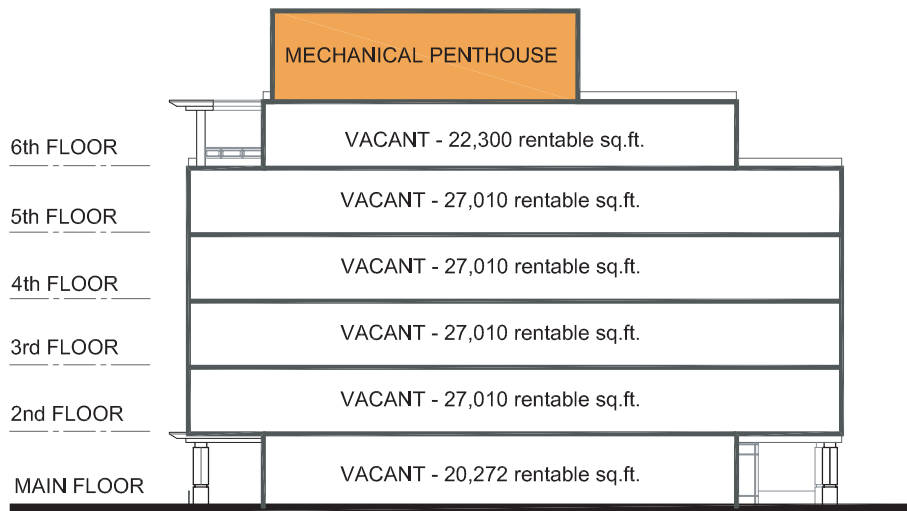 MECHANICAL PENTHOUSE
6th FLOOR
VACANT - 22,300 rentable sq.ft.
5th FLOOR
VACANT - 27,010 rentable sq.ft.
4th FLOOR
VACANT - 27,010 rentable sq.ft.
3rd FLOOR
VACANT - 27,010 rentable sq.ft.
2nd FLOOR
VACANT - 27,010 rentable sq.ft.
MAIN FLOOR
VACANT - 20,272 rentable sq.ft.